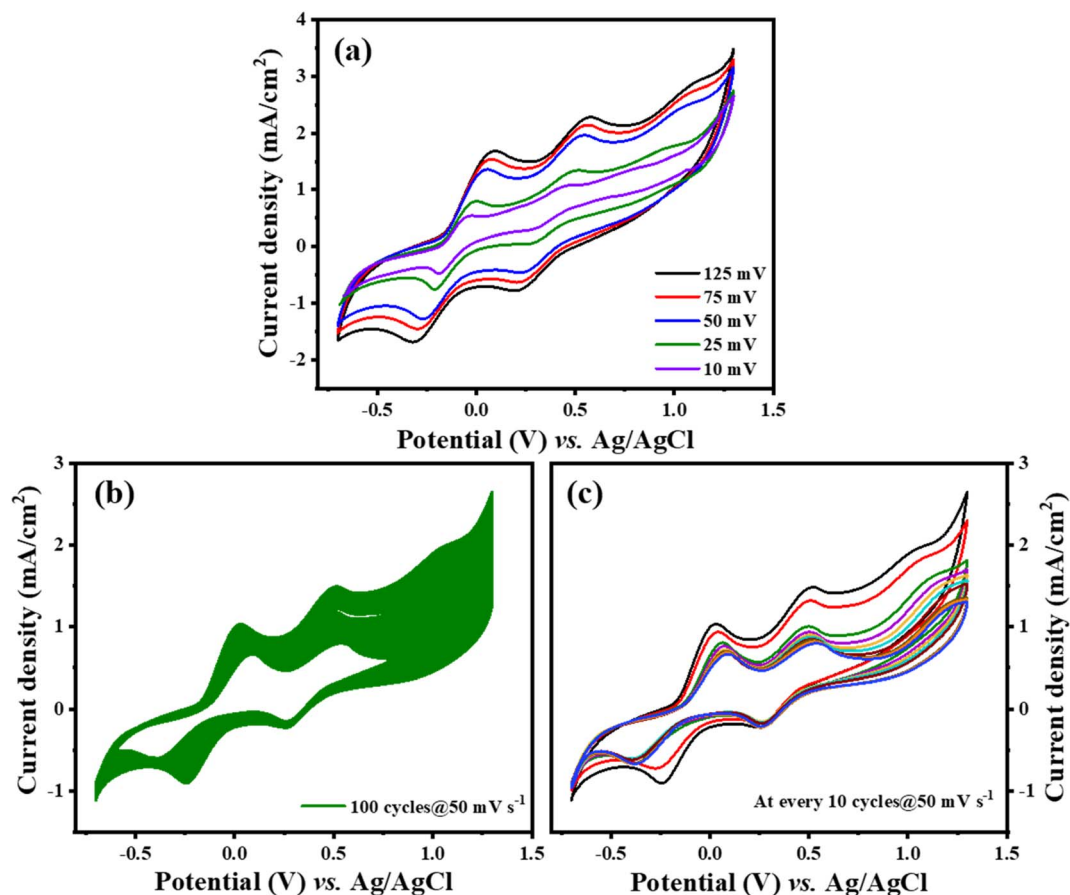 (a)
4
3
2
1
0
-1
-2
Current density (mA/cm²)
125 mV
75 mV
50 mV
25 mV
10 mV
-0.5 0.0 0.5 1.0 1.5
Potential (V) vs. Ag/AgCl
(b)
3
2
1
0
-1
Current density (mA/cm²)
100 cycles@50 mV s⁻¹
-0.5 0.0 0.5 1.0 1.5
Potential (V) vs. Ag/AgCl
(c)
3
2
1
0
-1
Current density (mA/cm²)
At every 10 cycles@50 mV s⁻¹
-0.5 0.0 0.5 1.0 1.5
Potential (V) vs. Ag/AgCl